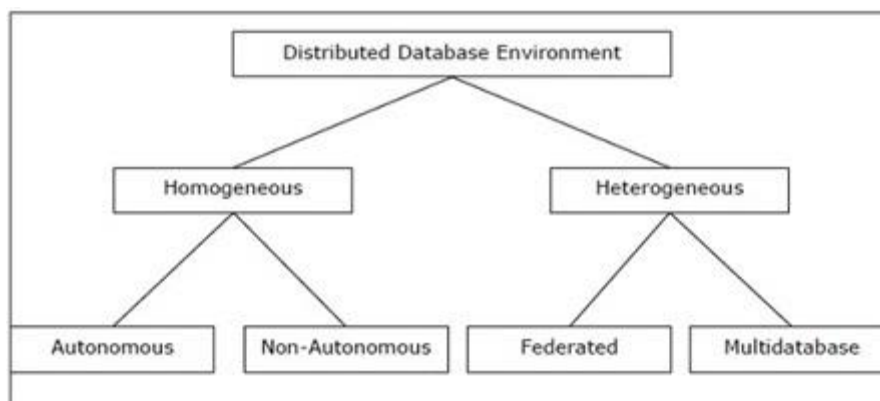 Distributed Database Environment
Homogeneous
Heterogeneous
Autonomous
Non-Autonomous
Federated
Multidatabase